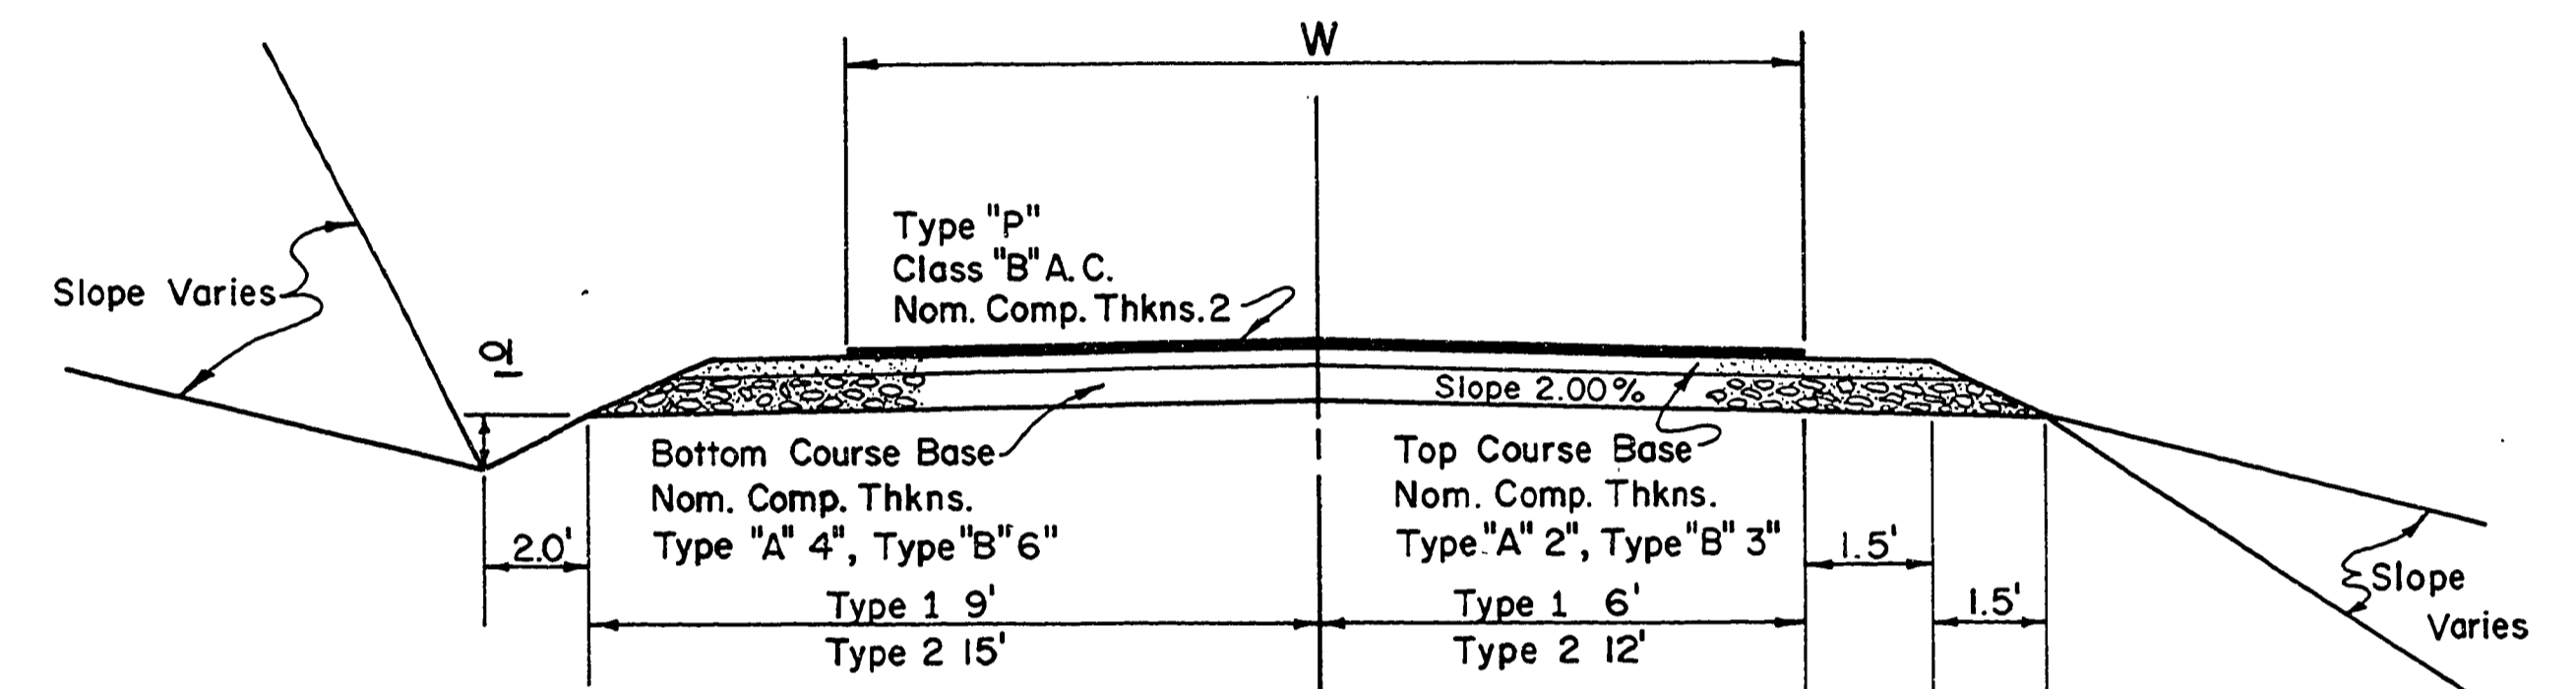 W
Type "P"
Class "B" A.C.
Nom. Comp. Thkns. 2
Slope Varies
Slope 2.00%
Bottom Course Base
Nom. Comp. Thkns.
Type "A" 4", Type "B" 6"
Top Course Base
Nom. Comp. Thkns.
Type "A" 2", Type "B" 3"
2.0'
1.5'
1.5'
Type 1 9'
Type 2 15'
Type 1 6'
Type 2 12'
Slope
Varies